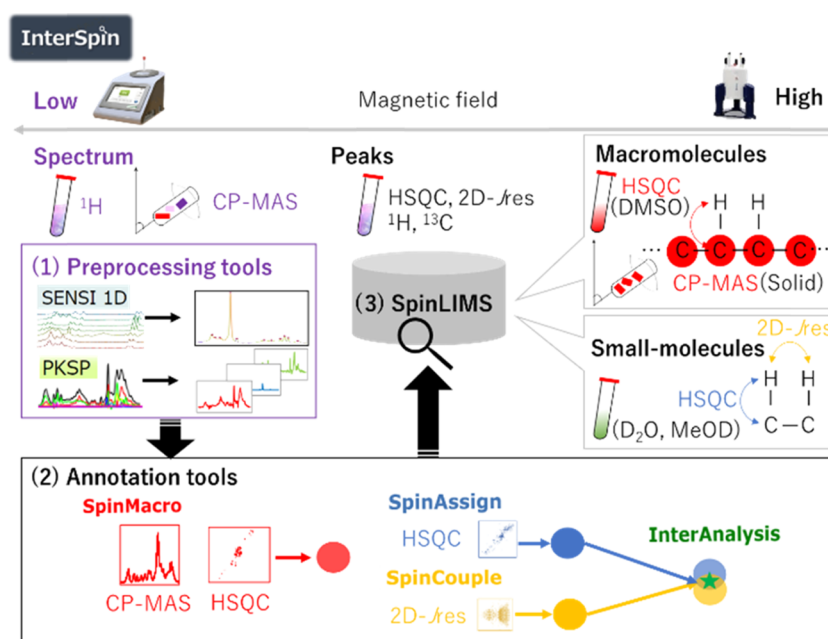 InterSpin
Low
Magnetic field
High
Spectrum
¹H
CP-MAS
Peaks
HSQC, 2D-Jres
¹H, ¹³C
Macromolecules
HSQC
(DMSO)
H H
··· C C C C ···
CP-MAS(Solid)
(1) Preprocessing tools
SENSI 1D
PKSP
(3) SpinLIMS
Small-molecules
2D-Jres
H H
HSQC
C C
(D₂O, MeOD)
(2) Annotation tools
SpinMacro
CP-MAS HSQC
SpinAssign
HSQC
SpinCouple
2D-Jres
InterAnalysis